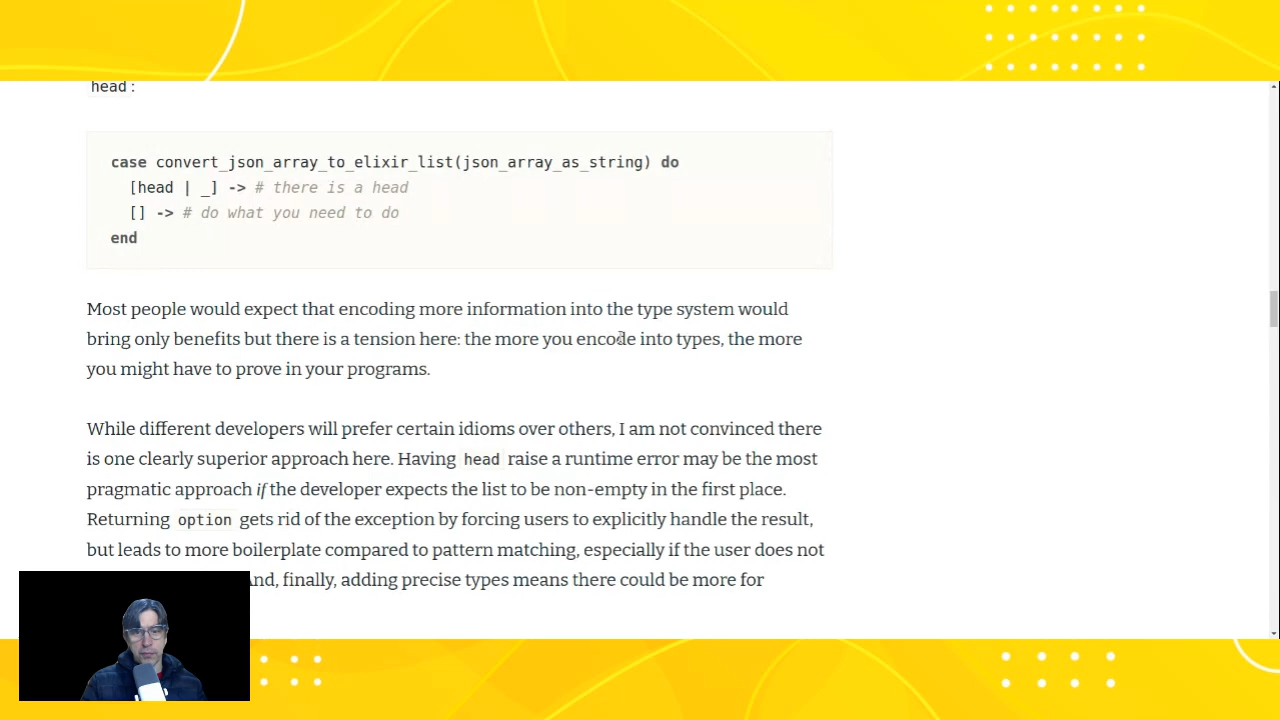 head :
case convert_json_array_to_elixir_list(json_array_as_string) do
[head | _] -> # there is a head
[] -> # do what you need to do
end
Most people would expect that encoding more information into the type system would
bring only benefits but there is a tension here: the more you encode into types, the more
you might have to prove in your programs.
While different developers will prefer certain idioms over others, I am not convinced there
is one clearly superior approach here. Having head raise a runtime error may be the most
pragmatic approach if the developer expects the list to be non-empty in the first place.
Returning option gets rid of the exception by forcing users to explicitly handle the result,
but leads to more boilerplate compared to pattern matching, especially if the user does not
And, finally, adding precise types means there could be more for